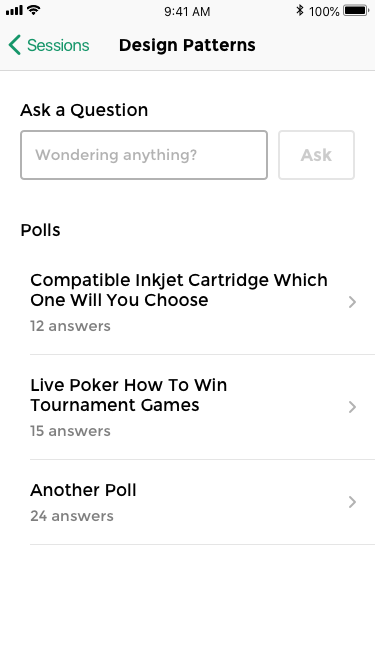 9:41 AM
100%
Sessions
Design Patterns
Ask a Question
Wondering anything?
Ask
Polls
Compatible Inkjet Cartridge Which
One Will You Choose
12 answers
Live Poker How To Win
Tournament Games
15 answers
Another Poll
24 answers